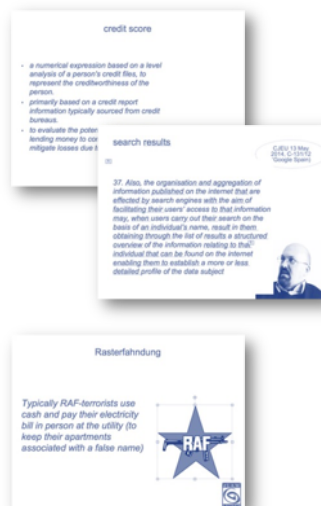 credit score
- a numerical expression based on a level
analysis of a person's credit files, to
represent the creditworthiness of the
person.
- primarily based on a credit report
information typically sourced from credit
bureaus.
- to evaluate the
lending money to
mitigate losses due
search results
CJEU 13 May
2014, C-131/12
37. Also, the organisation and aggregation of
information published on the internet that are
effected by search engines with the aim of
facilitating their users' access to that information
may, when users carry out their search on the
basis of an individual's name, result in them
obtaining through the list of results a structured
overview of the information relating to that
individual that can be found on the internet
enabling them to establish a more or less
detailed profile of the data subject
Rasterfahndung
Typically RAF-terrorists use
cash and pay their electricity
bill in person at the utility (to
keep their apartments
associated with a false name)
RAF